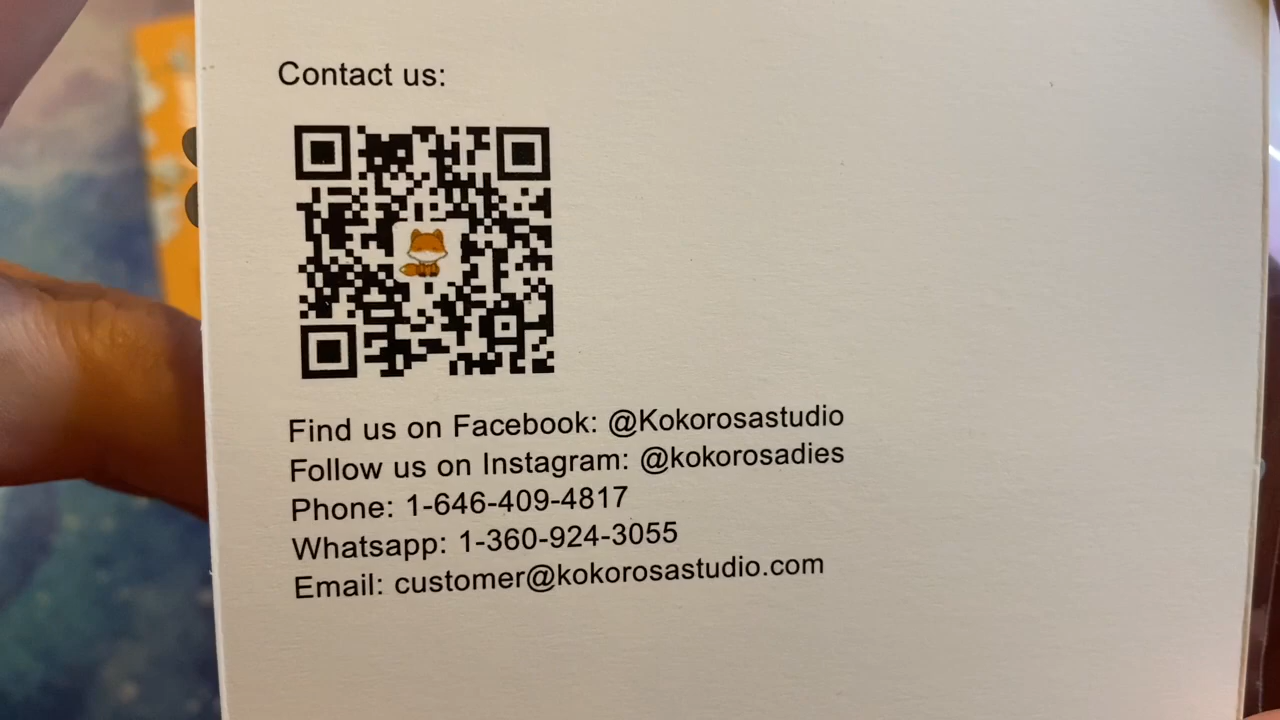 Contact us:
Find us on Facebook: @Kokorosastudio
Follow us on Instagram: @kokorosadies
Phone: 1-646-409-4817
Whatsapp: 1-360-924-3055
Email: customer@kokorosastudio.com